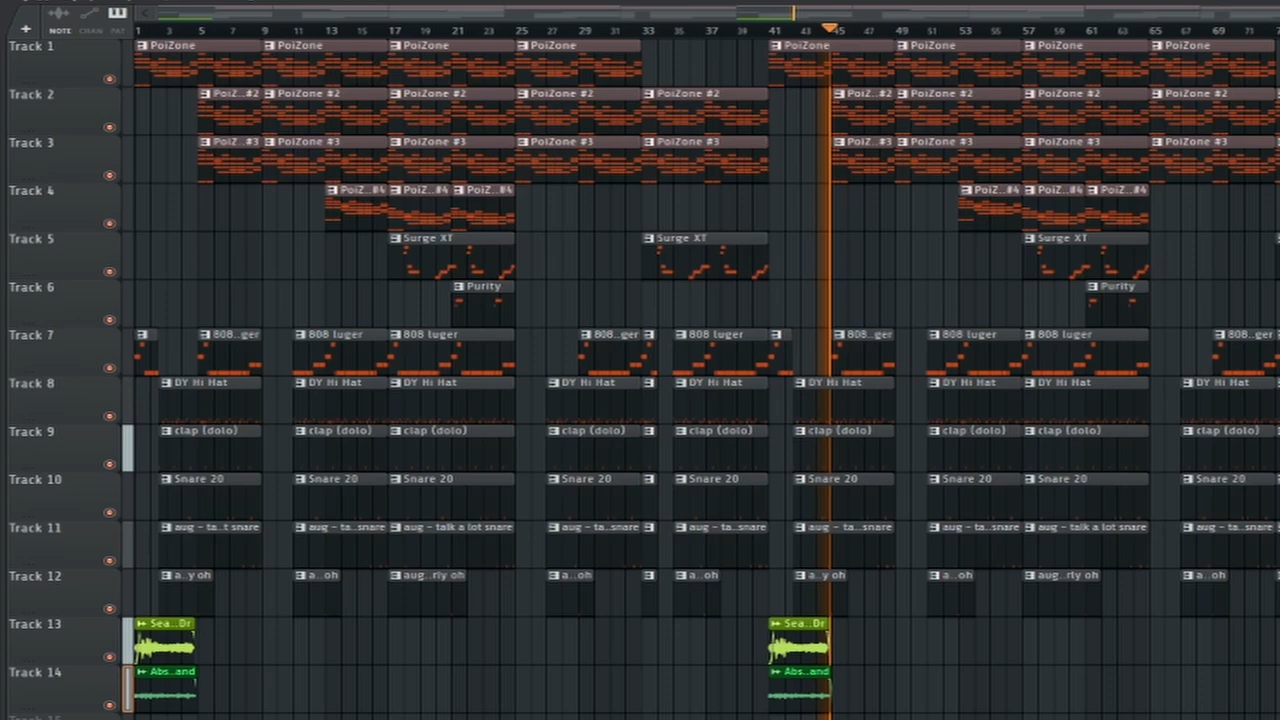 NOTE CHAN PAT
1 3 5 7 9 11 13 15 17 19 21 23 25 27 29 31 33 35 37 39 41 43 45 47 49 51 53 55 57 59 61 63 65 67 69 71
Track 1 PoiZone PoiZone PoiZone PoiZone PoiZone PoiZone PoiZone PoiZone
Track 2 PoiZ..#2 PoiZone #2 PoiZone #2 PoiZone #2 PoiZone #2 PoiZ..#2 PoiZone #2 PoiZone #2 PoiZone #2
Track 3 PoiZ..#3 PoiZone #3 PoiZone #3 PoiZone #3 PoiZone #3 PoiZ..#3 PoiZone #3 PoiZone #3 PoiZone #3
Track 4 PoiZ..#4 PoiZ..#4 PoiZ..#4 PoiZ..#4 PoiZ..#4 PoiZ..#4
Track 5 Surge XT Surge XT Surge XT
Track 6 Purity Purity
Track 7 808..ger 808 luger 808 luger 808..ger 808 luger 808..ger 808 luger 808 luger 808..ger
Track 8 DY Hi Hat DY Hi Hat DY Hi Hat DY Hi Hat DY Hi Hat DY Hi Hat DY Hi Hat DY Hi Hat DY Hi Hat
Track 9 clap (dolo) clap (dolo) clap (dolo) clap (dolo) clap (dolo) clap (dolo) clap (dolo) clap (dolo) clap (dolo)
Track 10 Snare 20 Snare 20 Snare 20 Snare 20 Snare 20 Snare 20 Snare 20 Snare 20 Snare 20
Track 11 aug - ta..t snare aug - ta..snare aug - talk a lot snare aug - ta..snare aug - ta..snare aug - ta..snare aug - ta..snare aug - talk a lot snare aug - ta..snare
Track 12 a..y oh a..oh aug..rly oh a..oh a..oh a..y oh a..oh aug..rly oh a..oh
Track 13 Sea..Dr Sea..Dr
Track 14 Abs..and Abs..and